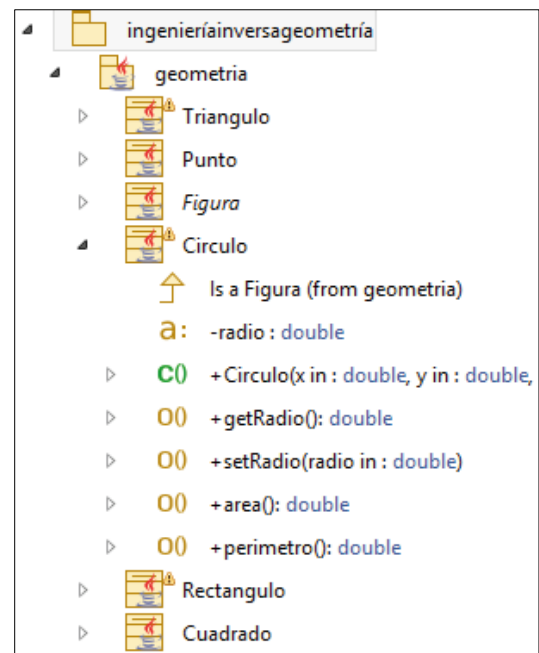 ingenieríainversageometría
geometria
Triangulo
Punto
Figura
Circulo
Is a Figura (from geometria)
a: -radio : double
C() +Circulo(x in : double, y in : double,
O() +getRadio(): double
O() +setRadio(radio in : double)
O() +area(): double
O() +perimetro(): double
Rectangulo
Cuadrado